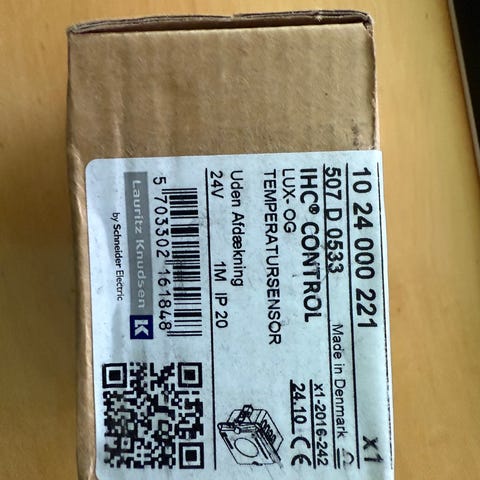 10 24 000 221 x1
507 D 0533 Made in Denmark
IHC® CONTROL x1-2016-242
LUX- OG 24.10 CE
TEMPERATURSENSOR
Uden Afdækning 1M IP 20
24V
5 703302 161848
Lauritz Knudsen
by Schneider Electric